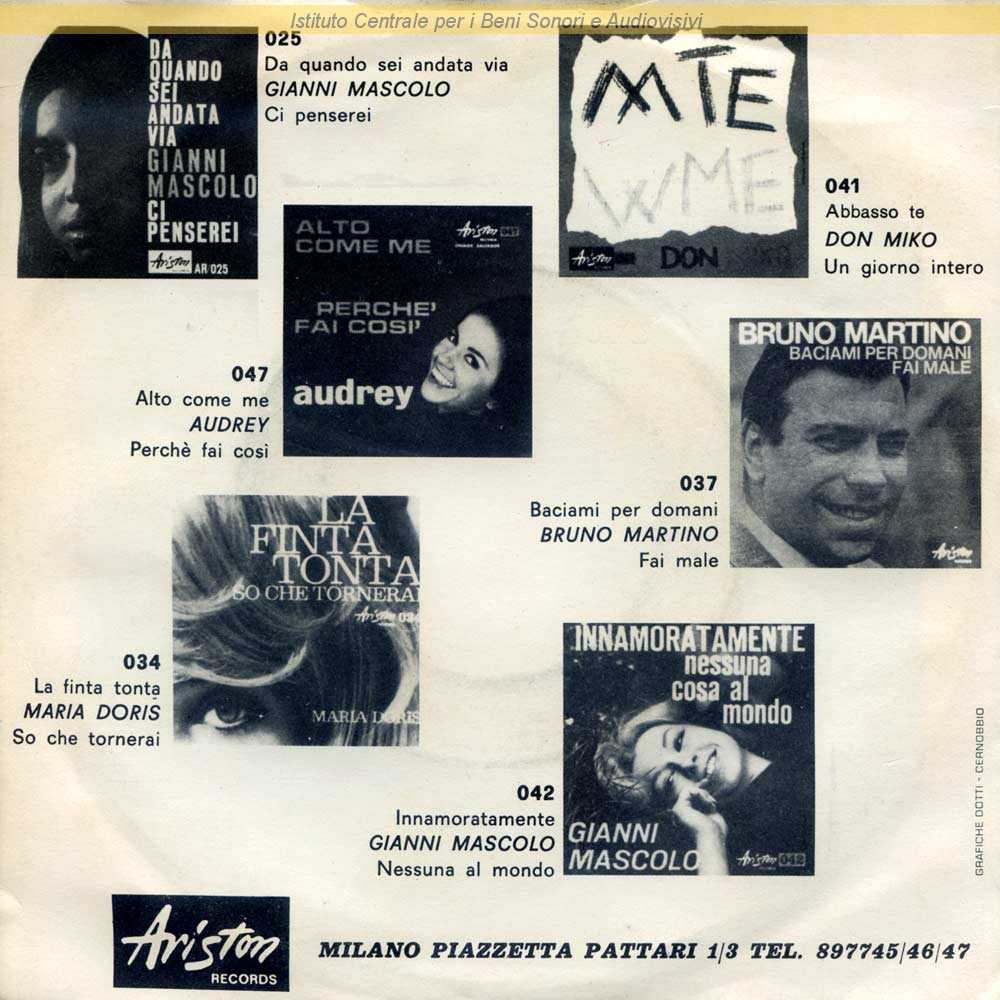 Istituto Centrale per i Beni Sonori e Audiovisivi
DA
QUANDO
SEI
ANDATA
VIA
GIANNI
MASCOLO
CI
PENSEREI
Ariston
AR 025
025
Da quando sei andata via
GIANNI MASCOLO
Ci penserei
M TE
W ME
Ariston
DON
041
Abbasso te
DON MIKO
Un giorno intero
ALTO
COME ME
Ariston 047
PERCHE'
FAI COSI'
audrey
047
Alto come me
AUDREY
Perchè fai così
BRUNO MARTINO
BACIAMI PER DOMANI
FAI MALE
Ariston
037
Baciami per domani
BRUNO MARTINO
Fai male
LA
FINTA
TONTA
SO CHE TORNERAI
Ariston 034
MARIA DORIS
034
La finta tonta
MARIA DORIS
So che tornerai
INNAMORATAMENTE
nessuna
cosa al
mondo
GIANNI
MASCOLO
Ariston 042
042
Innamoratamente
GIANNI MASCOLO
Nessuna al mondo
GRAFICHE DOTTI - CERNOBBIO
Ariston
RECORDS
MILANO PIAZZETTA PATTARI 1/3 TEL. 897745/46/47